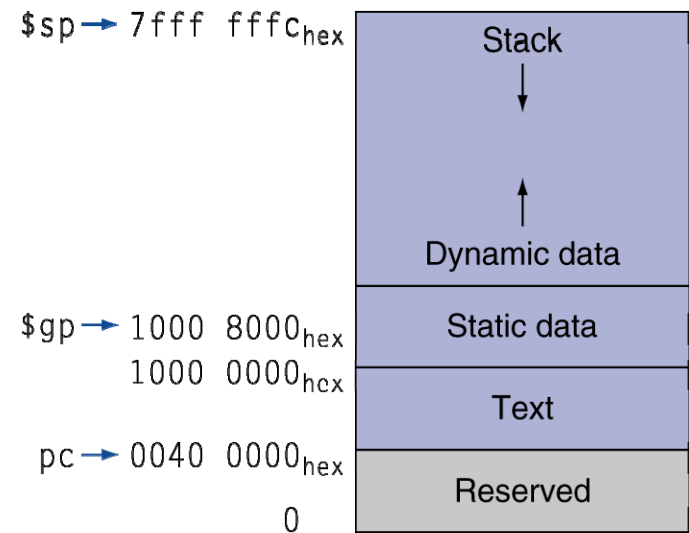 $sp → 7fff fffc hex
Stack
Dynamic data
$gp → 1000 8000 hex
Static data
1000 0000 hex
Text
pc → 0040 0000 hex
Reserved
0